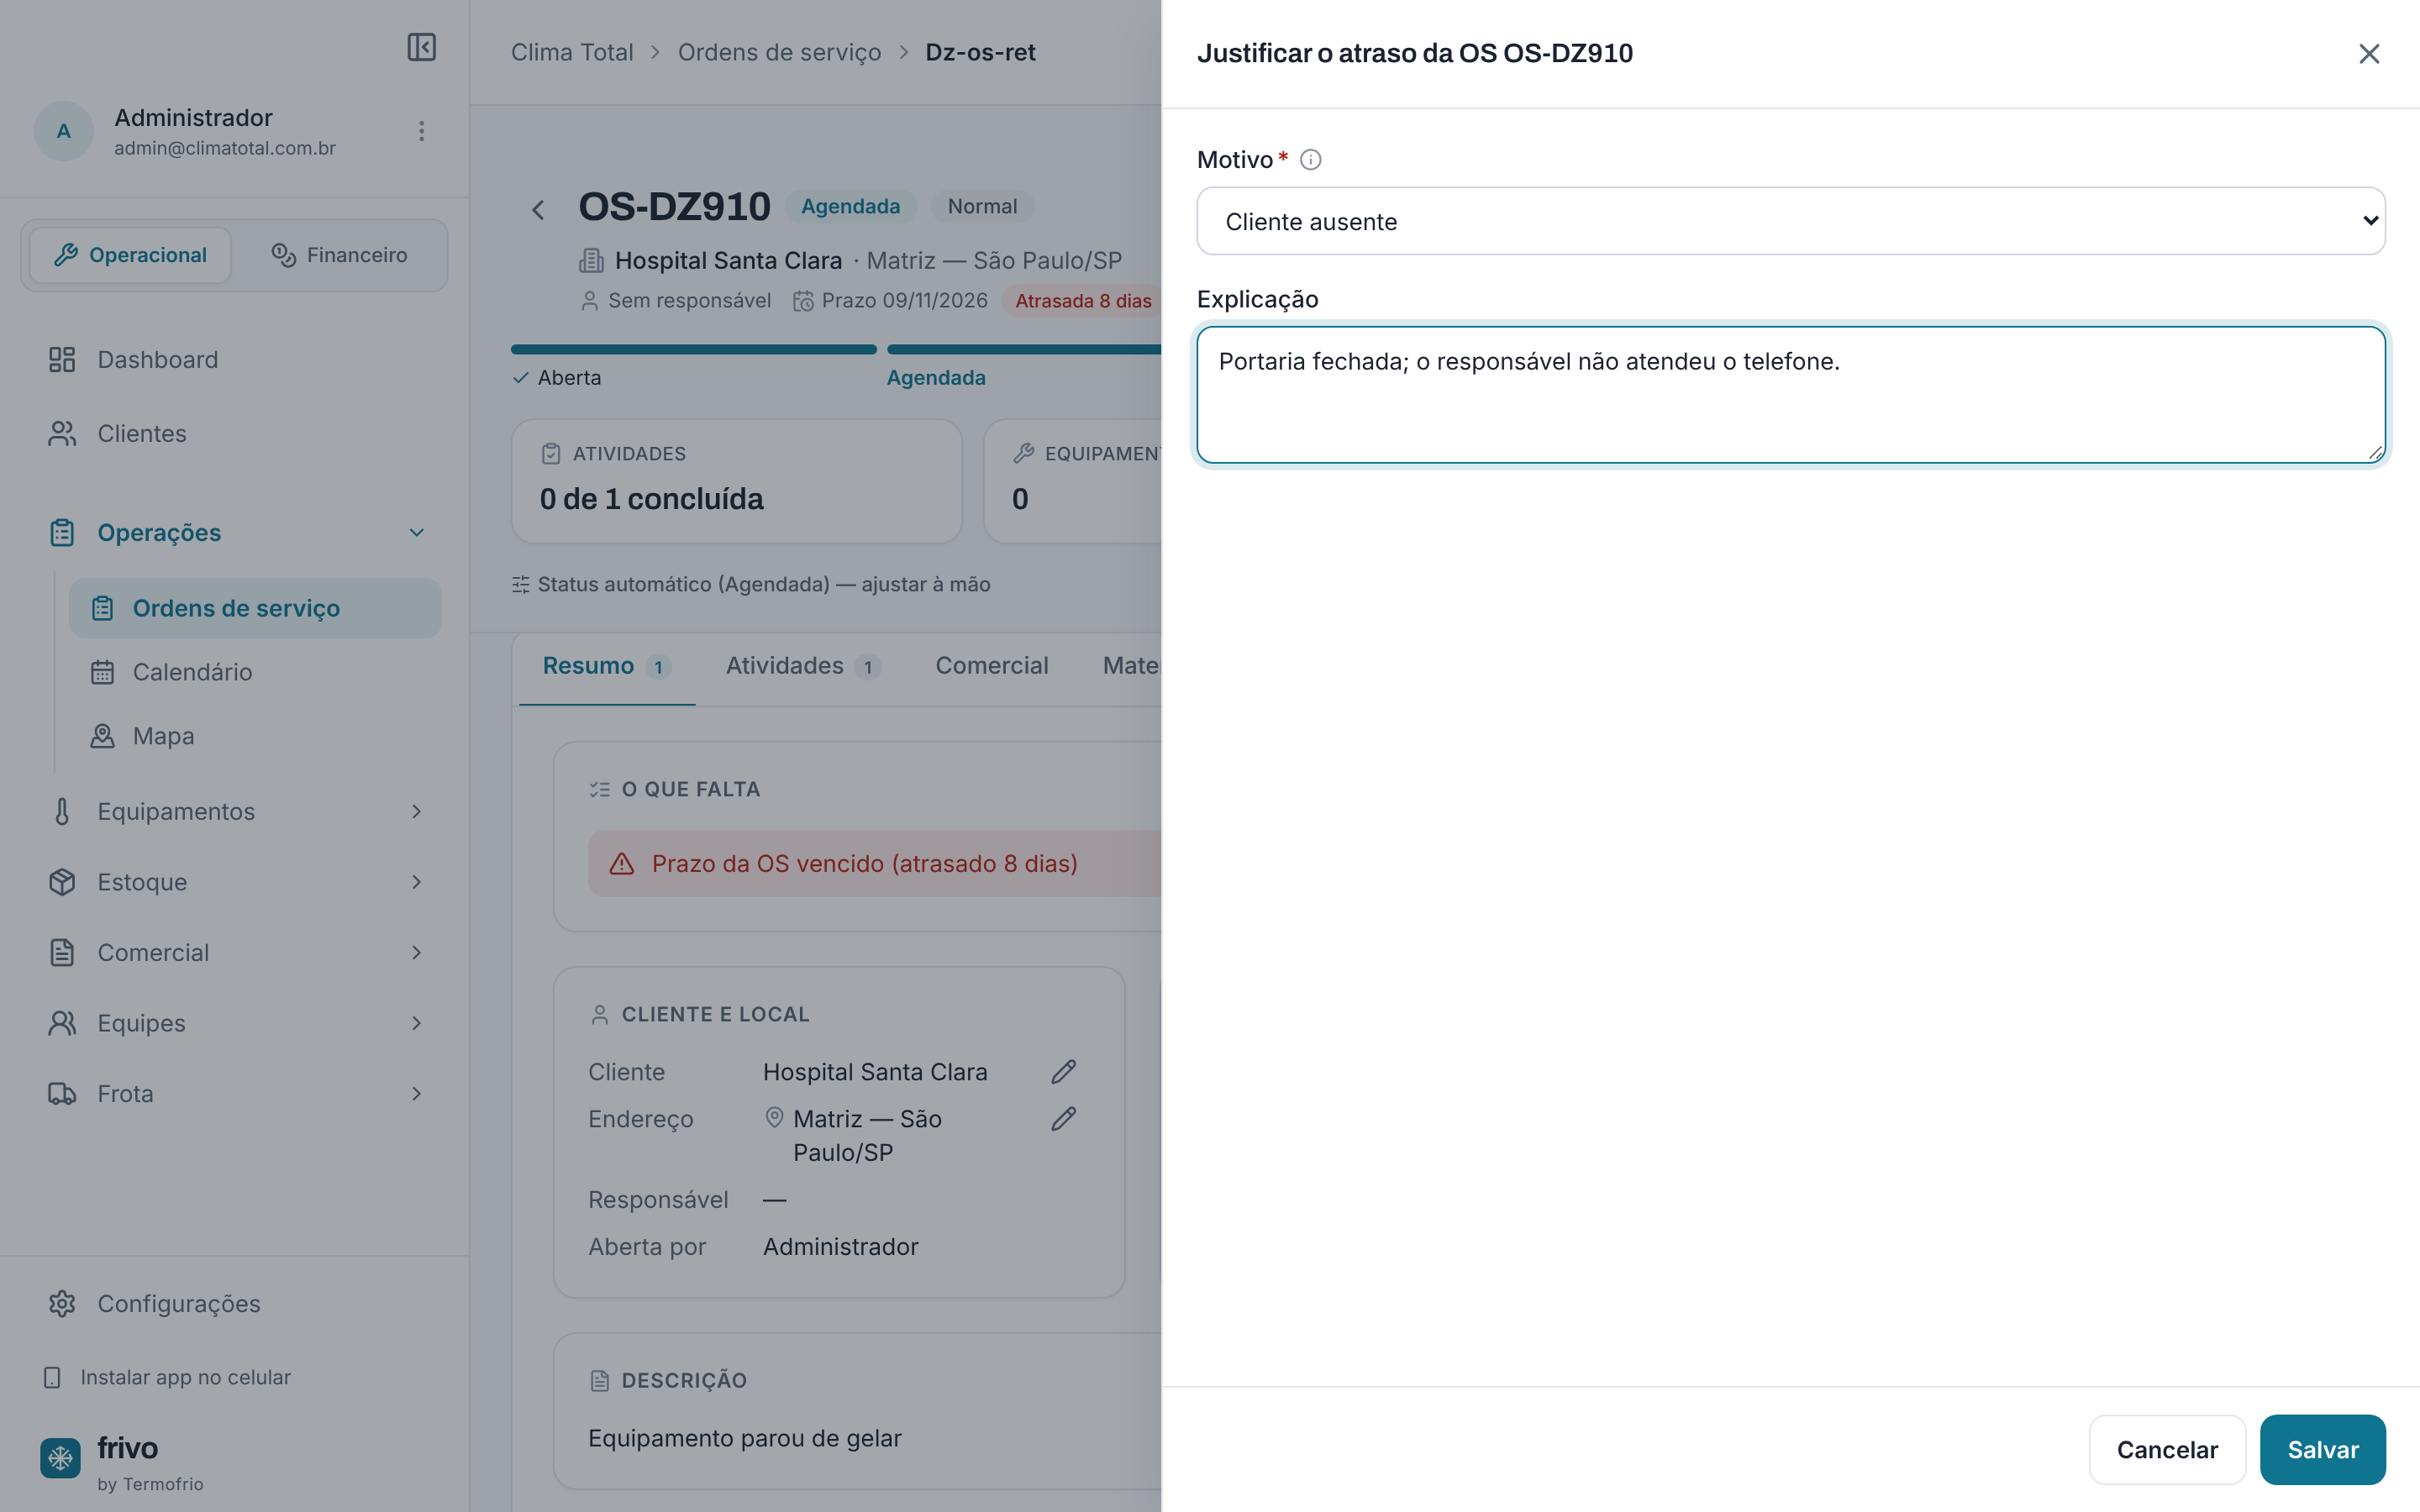 A
Administrador
admin@climatotal.com.br
Operacional
Financeiro
Dashboard
Clientes
Operações
Ordens de serviço
Calendário
Mapa
Equipamentos
Estoque
Comercial
Equipes
Frota
Configurações
Instalar app no celular
frivo
by Termofrio
Clima Total > Ordens de serviço > Dz-os-ret
OS-DZ910 Agendada Normal
Hospital Santa Clara · Matriz — São Paulo/SP
Sem responsável Prazo 09/11/2026 Atrasada 8 dias
Aberta
Agendada
ATIVIDADES
0 de 1 concluída
EQUIPAMEN
0
Status automático (Agendada) — ajustar à mão
Resumo 1 Atividades 1 Comercial Mate
O QUE FALTA
Prazo da OS vencido (atrasado 8 dias)
CLIENTE E LOCAL
Cliente Hospital Santa Clara
Endereço Matriz — São
Paulo/SP
Responsável —
Aberta por Administrador
DESCRIÇÃO
Equipamento parou de gelar
Justificar o atraso da OS OS-DZ910
Motivo*
Cliente ausente
Explicação
Portaria fechada; o responsável não atendeu o telefone.
Cancelar
Salvar